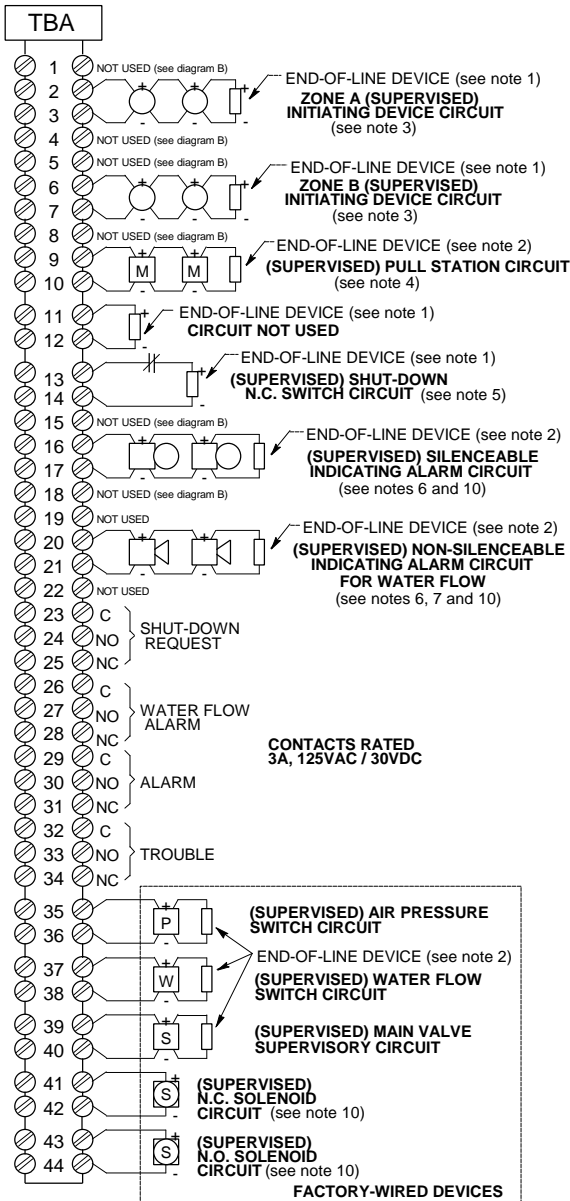 TBA
1 NOT USED (see diagram B)
2 + + + END-OF-LINE DEVICE (see note 1)
ZONE A (SUPERVISED)
3 - - - INITIATING DEVICE CIRCUIT
(see note 3)
4 NOT USED (see diagram B)
5 NOT USED (see diagram B)
6 + + + END-OF-LINE DEVICE (see note 1)
ZONE B (SUPERVISED)
7 - - - INITIATING DEVICE CIRCUIT
(see note 3)
8 NOT USED (see diagram B)
9 + + END-OF-LINE DEVICE (see note 2)
M M (SUPERVISED) PULL STATION CIRCUIT
10 - - (see note 4)
11 + END-OF-LINE DEVICE (see note 1)
12 - CIRCUIT NOT USED
13 + END-OF-LINE DEVICE (see note 1)
(SUPERVISED) SHUT-DOWN
14 - N.C. SWITCH CIRCUIT (see note 5)
15 NOT USED (see diagram B)
16 + + END-OF-LINE DEVICE (see note 2)
(SUPERVISED) SILENCEABLE
17 - - INDICATING ALARM CIRCUIT
(see notes 6 and 10)
18 NOT USED (see diagram B)
19 NOT USED
20 + + END-OF-LINE DEVICE (see note 2)
(SUPERVISED) NON-SILENCEABLE
21 - - INDICATING ALARM CIRCUIT
FOR WATER FLOW
22 NOT USED
(see notes 6, 7 and 10)
23 C
24 NO SHUT-DOWN
REQUEST
25 NC
26 C
27 NO WATER FLOW
ALARM
28 NC
CONTACTS RATED
3A, 125VAC / 30VDC
29 C
30 NO ALARM
31 NC
32 C
33 NO TROUBLE
34 NC
35 + (SUPERVISED) AIR PRESSURE
P SWITCH CIRCUIT
36 -
END-OF-LINE DEVICE (see note 2)
37 + (SUPERVISED) WATER FLOW
W SWITCH CIRCUIT
38 -
39 + (SUPERVISED) MAIN VALVE
S SUPERVISORY CIRCUIT
40 -
41 + (SUPERVISED)
S N.C. SOLENOID
42 - CIRCUIT (see note 10)
43 + (SUPERVISED)
S N.O. SOLENOID
44 - CIRCUIT (see note 10)
FACTORY-WIRED DEVICES